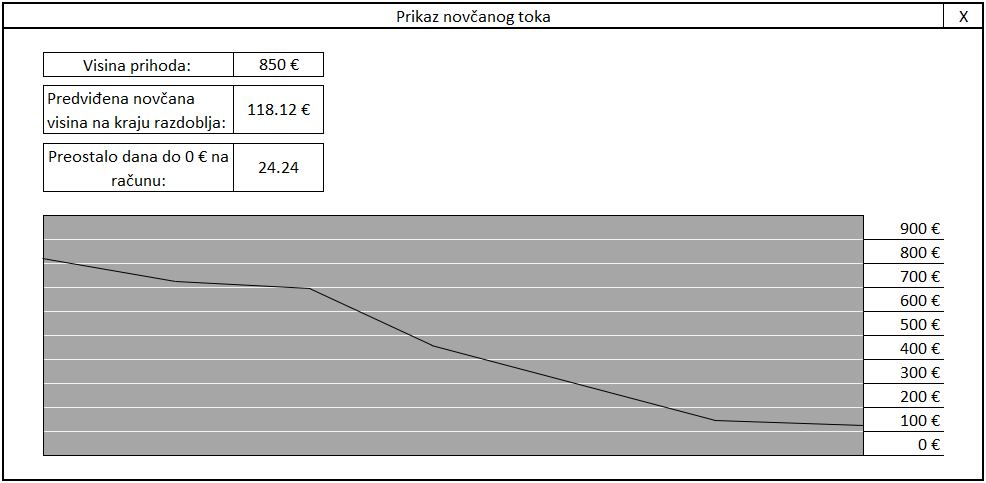 Prikaz novčanog toka X
Visina prihoda: 850 €
Predviđena novčana
visina na kraju razdoblja: 118.12 €
Preostalo dana do 0 € na
računu: 24.24
900 €
800 €
700 €
600 €
500 €
400 €
300 €
200 €
100 €
0 €